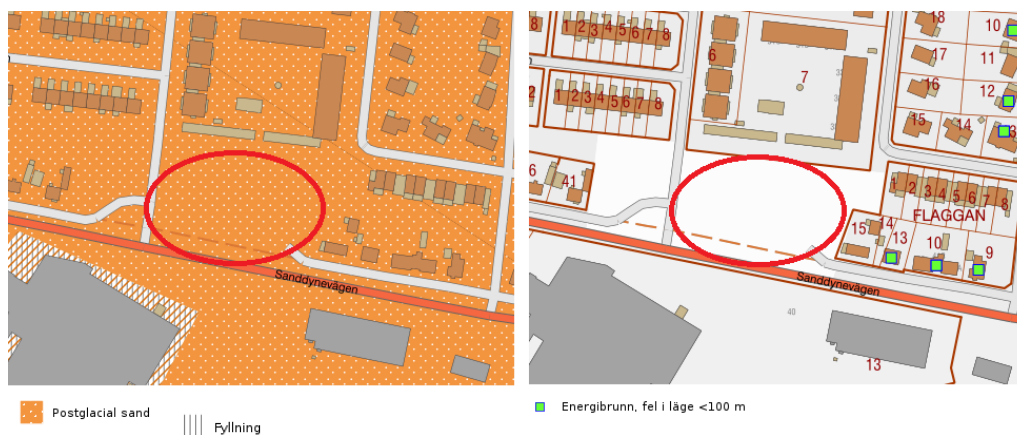 Sanddynevägen
Postglacial sand
Fyllning
1 2 3 4 5 6 7 8
6
7
1 2 3 4 5 6 7 8
2
6
41
18
10
17
11
16
12
15
14
1 2 3 4 5 6 7 8
FLAGGAN
15
14
13
10
9
Sanddynevägen
40
13
Energibrunn, fel i läge <100 m